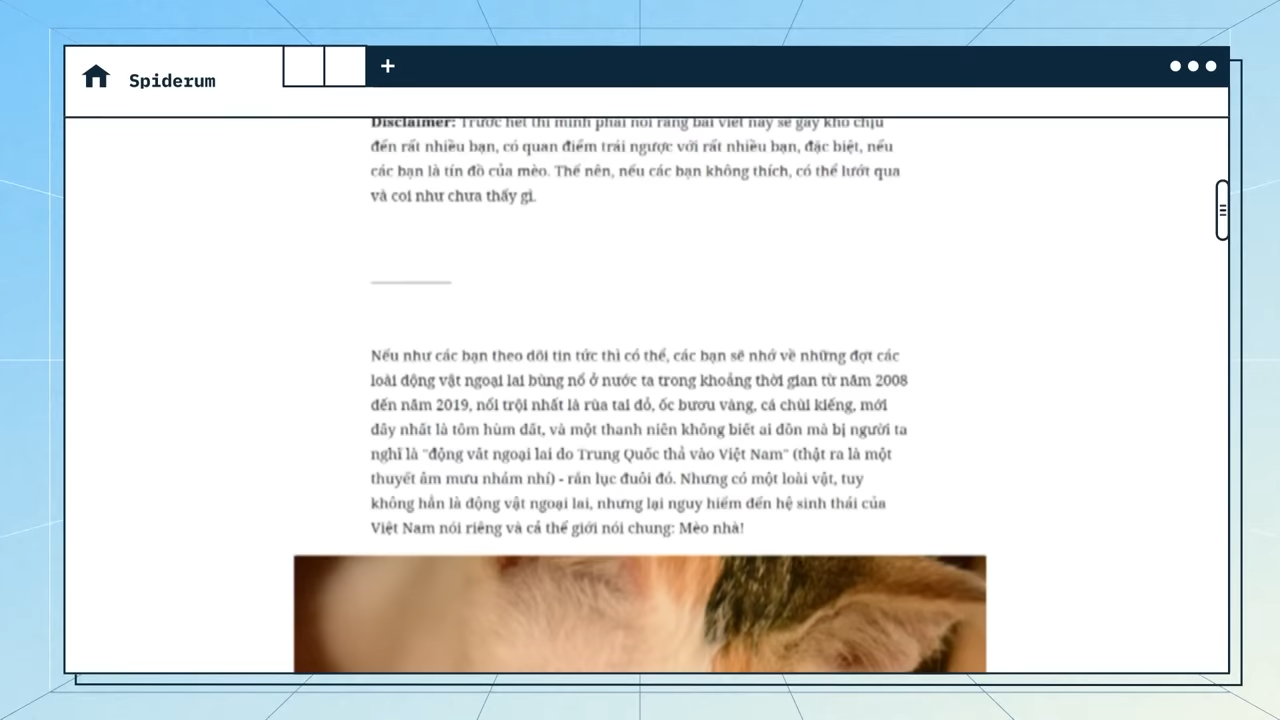 Spiderum
Disclaimer: Trước hết thì mình phải nói rằng bài viết này sẽ gây khó chịu
đến rất nhiều bạn, có quan điểm trái ngược với rất nhiều bạn, đặc biệt, nếu
các bạn là tín đồ của mèo. Thế nên, nếu các bạn không thích, có thể lướt qua
và coi như chưa thấy gì.
Nếu như các bạn theo dõi tin tức thì có thể, các bạn sẽ nhớ về những đợt các
loài động vật ngoại lai bùng nổ ở nước ta trong khoảng thời gian từ năm 2008
đến năm 2019, nổi trội nhất là rùa tai đỏ, ốc bươu vàng, cá chùi kiếng, mới
đây nhất là tôm hùm đất, và một thanh niên không biết ai đồn mà bị người ta
nghĩ là "động vât ngoại lai do Trung Quốc thả vào Việt Nam" (thật ra là một
thuyết âm mưu nhảm nhí) - rắn lục đuôi đỏ. Nhưng có một loài vật, tuy
không hẳn là động vật ngoại lai, nhưng lại nguy hiểm đến hệ sinh thái của
Việt Nam nói riêng và cả thế giới nói chung: Mèo nhà!